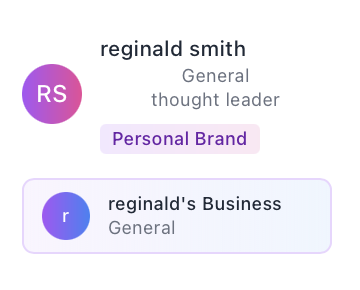 RS
reginald smith
General
thought leader
Personal Brand
r
reginald's Business
General